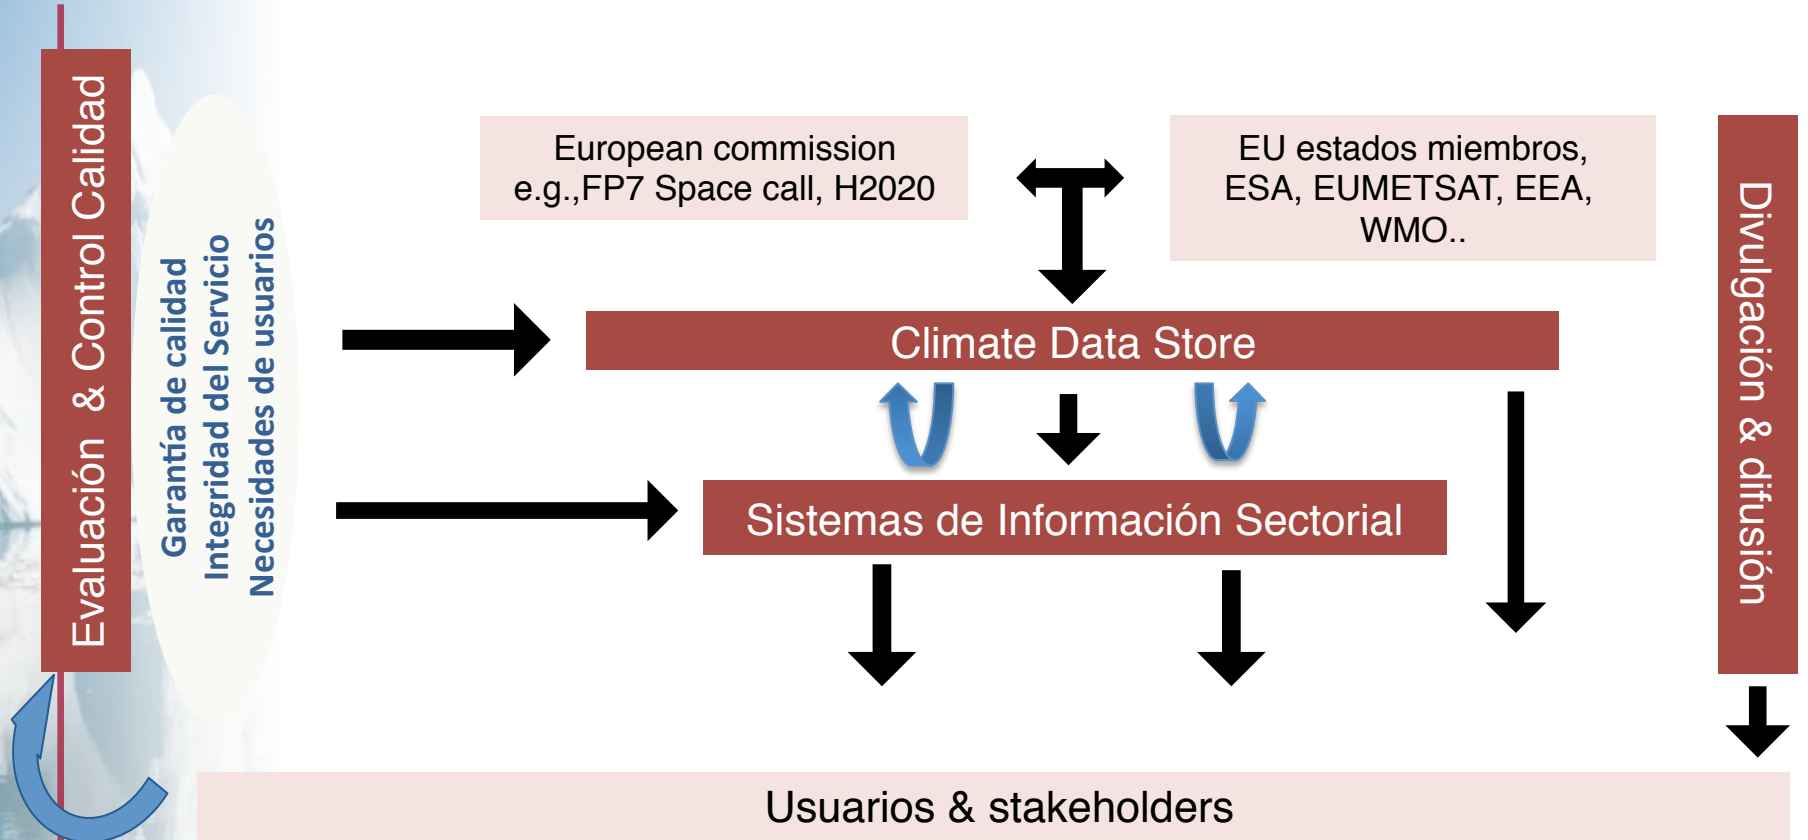 Evaluación & Control Calidad
Garantía de calidad
Integridad del Servicio
Necesidades de usuarios
European commission
e.g.,FP7 Space call, H2020
EU estados miembros,
ESA, EUMETSAT, EEA,
WMO..
Climate Data Store
Sistemas de Información Sectorial
Divulgación & difusión
Usuarios & stakeholders